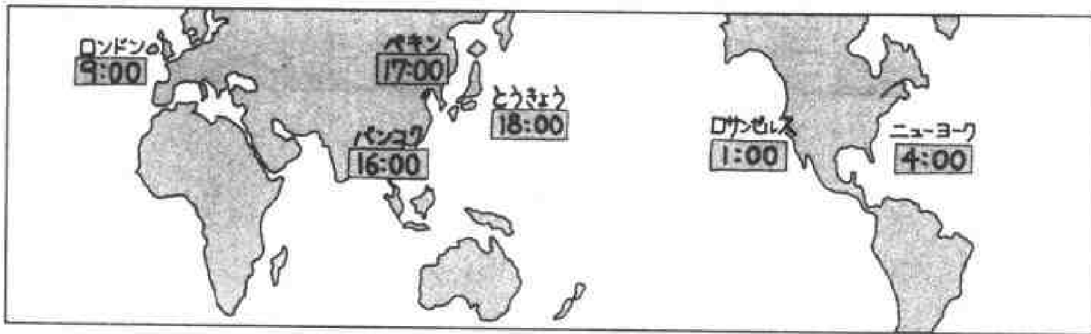 ロンドン
9:00
ペキン
17:00
とうきょう
18:00
バンコク
16:00
ロサンゼルス
1:00
ニューヨーク
4:00